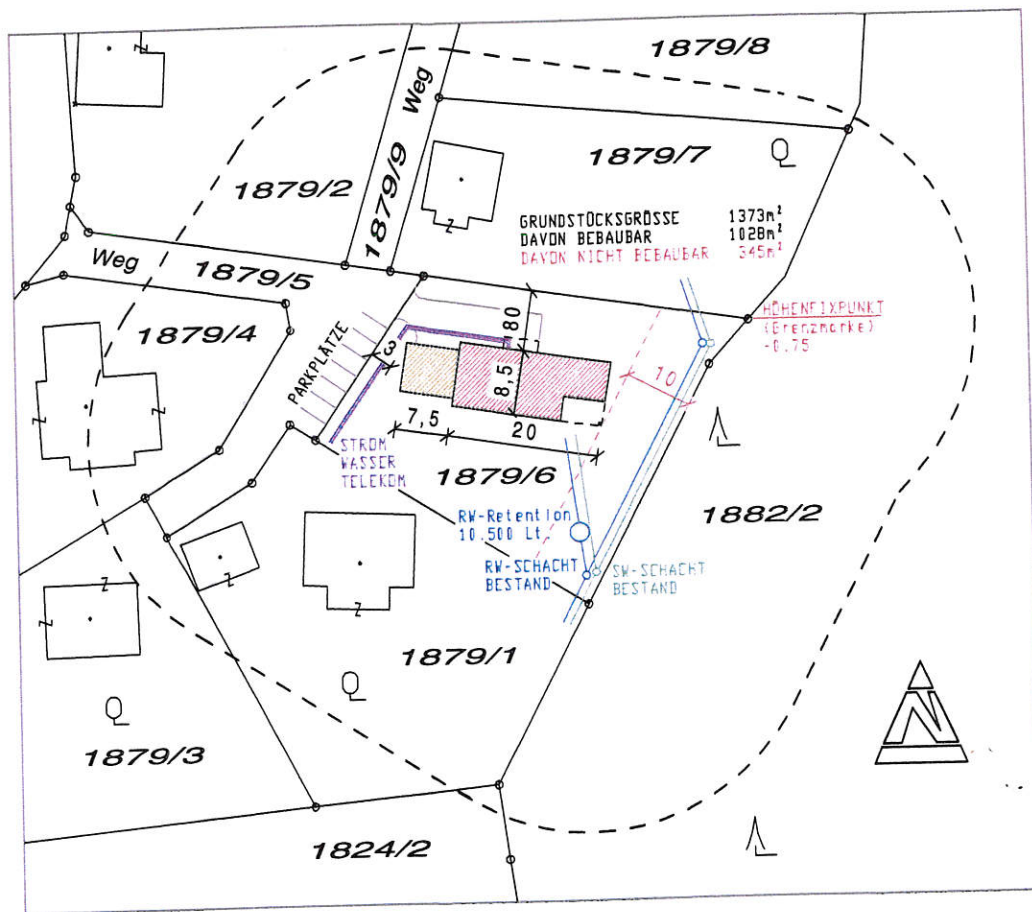 1879/8
Weg
1879/7
1879/2
1879/9
GRUNDSTÜCKSGRÖSSE 1373m²
DAVON BEBAUBAR 1028m²
DAVON NICHT BEBAUBAR 345m²
Weg
1879/5
HÖHENFIXPUNKT
(Grenzmarke)
-0.75
1879/4
PARKPLÄTZE
80
3
8,5
10
7,5
20
STROM
WASSER
TELEKOM
1879/6
1882/2
RW-Retention
10.500 Lt.
RW-SCHACHT
BESTAND
SW-SCHACHT
BESTAND
1879/1
1879/3
1824/2
N